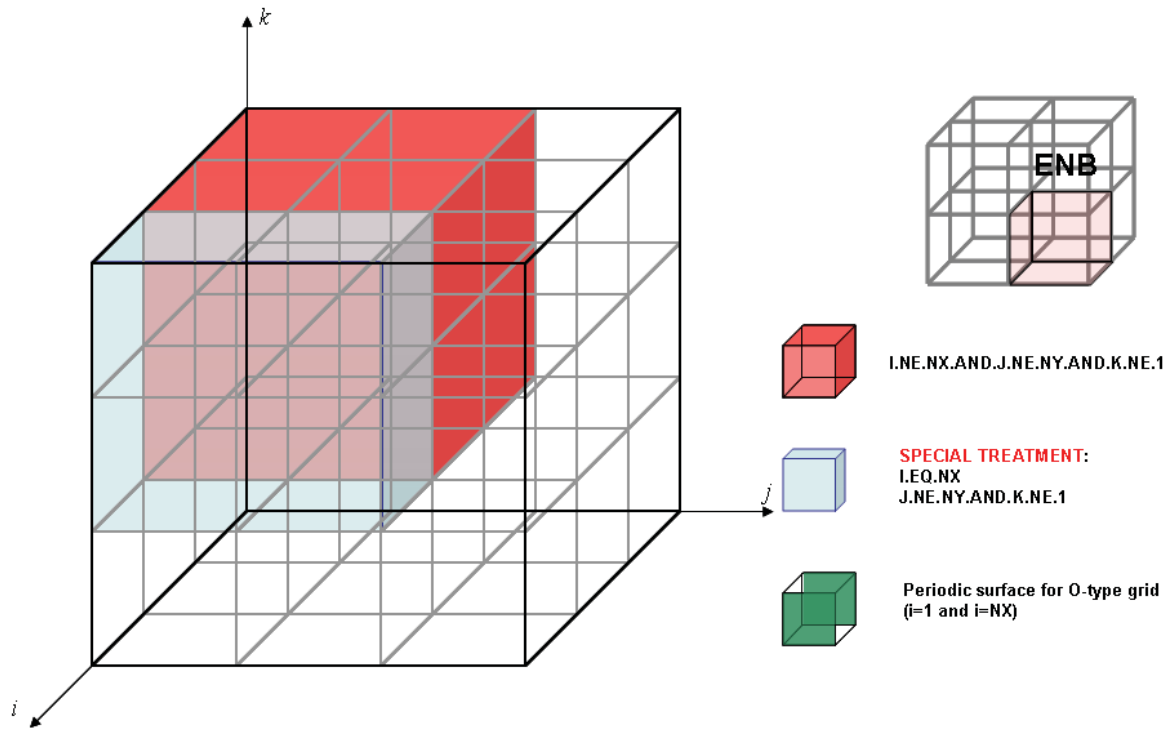 k
ENB
I.NE.NX.AND.J.NE.NY.AND.K.NE.1
SPECIAL TREATMENT:
I.EQ.NX
J.NE.NY.AND.K.NE.1
j
Periodic surface for O-type grid
(i=1 and i=NX)
i